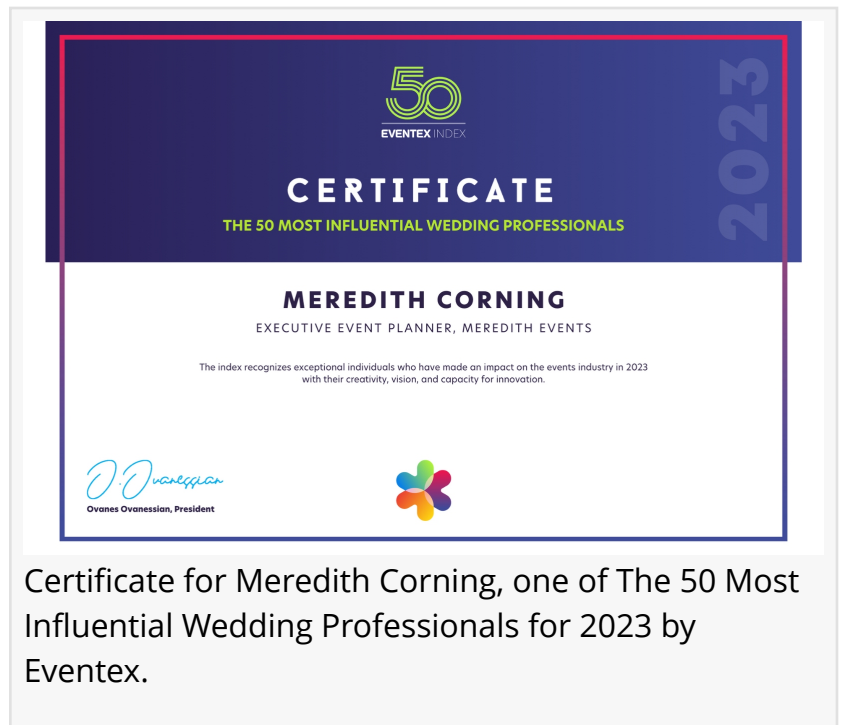 50
EVENTEX INDEX
2023
CERTIFICATE
THE 50 MOST INFLUENTIAL WEDDING PROFESSIONALS
MEREDITH CORNING
EXECUTIVE EVENT PLANNER, MEREDITH EVENTS
The index recognizes exceptional individuals who have made an impact on the events industry in 2023
with their creativity, vision, and capacity for innovation.
O. Ovanessian
Ovanes Ovanessian, President
Certificate for Meredith Corning, one of The 50 Most
Influential Wedding Professionals for 2023 by
Eventex.